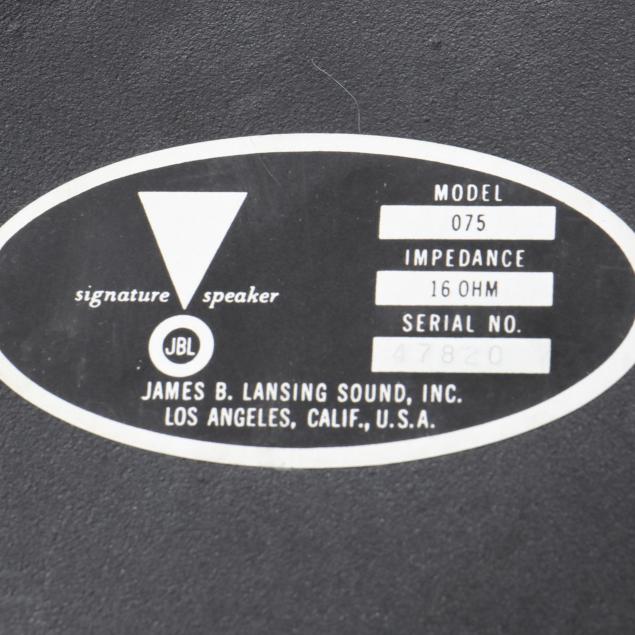 MODEL
075
IMPEDANCE
16 OHM
signature speaker
SERIAL NO.
47820
JBL
JAMES B. LANSING SOUND, INC.
LOS ANGELES, CALIF., U.S.A.